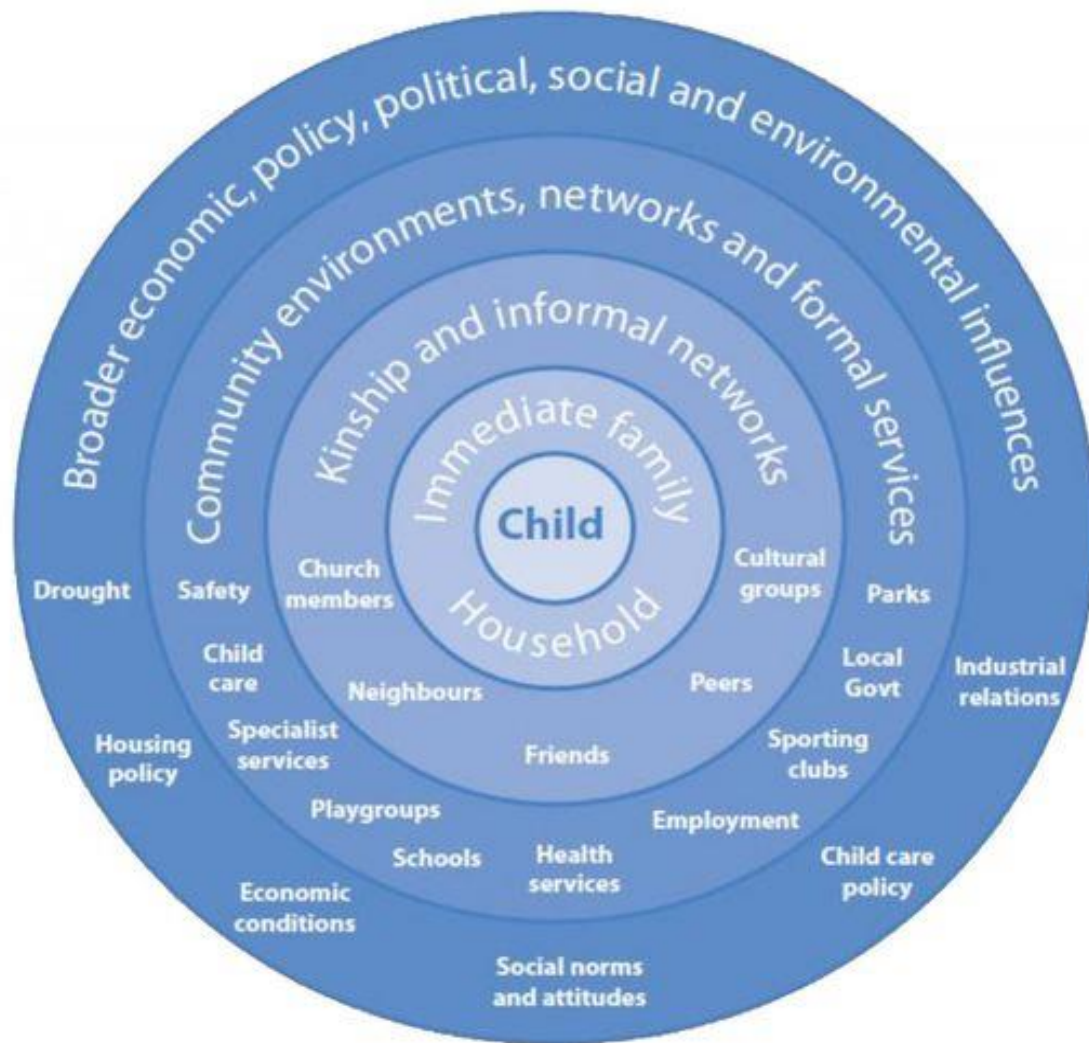 Broader economic, policy, political, social and environmental influences
Community environments, networks and formal services
Kinship and informal networks
Immediate family
Child
Household
Church
members
Cultural
groups
Neighbours
Peers
Friends
Safety
Parks
Child
care
Local
Govt
Specialist
services
Sporting
clubs
Playgroups
Employment
Schools
Health
services
Drought
Industrial
relations
Housing
policy
Child care
policy
Economic
conditions
Social norms
and attitudes